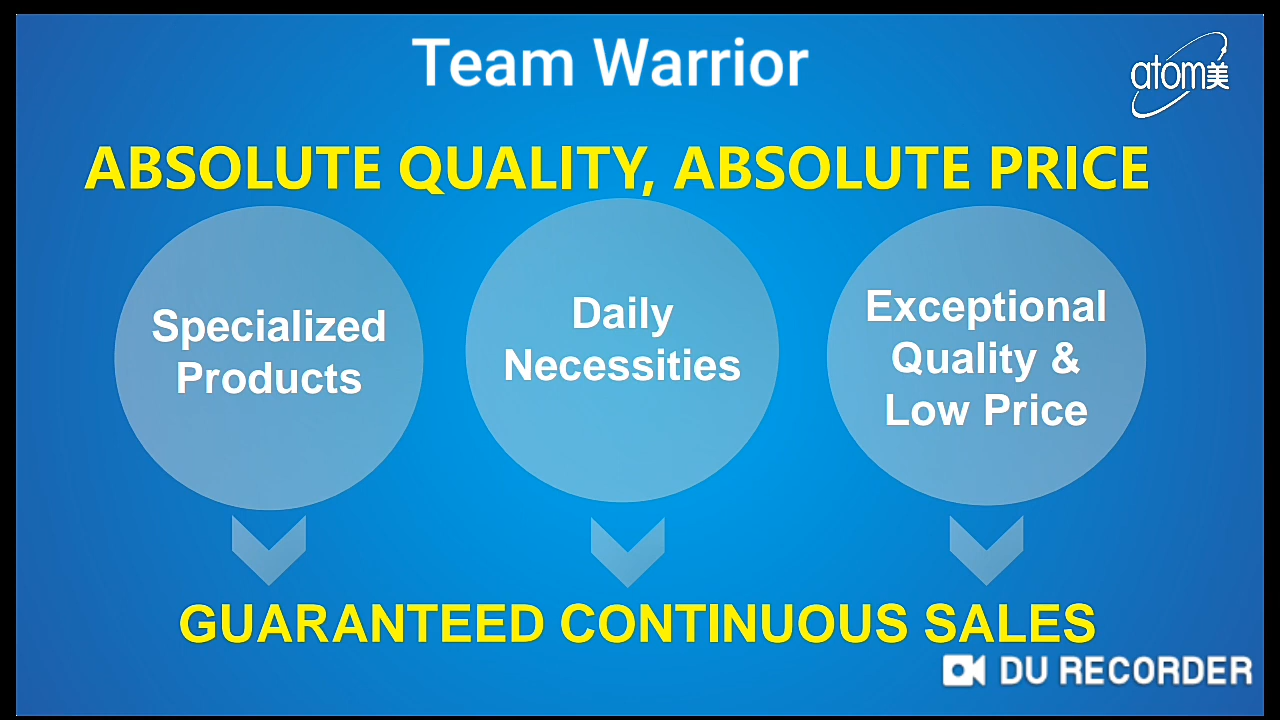 Team Warrior
atom美
ABSOLUTE QUALITY, ABSOLUTE PRICE
Specialized
Products
Daily
Necessities
Exceptional
Quality &
Low Price
GUARANTEED CONTINUOUS SALES
DU RECORDER